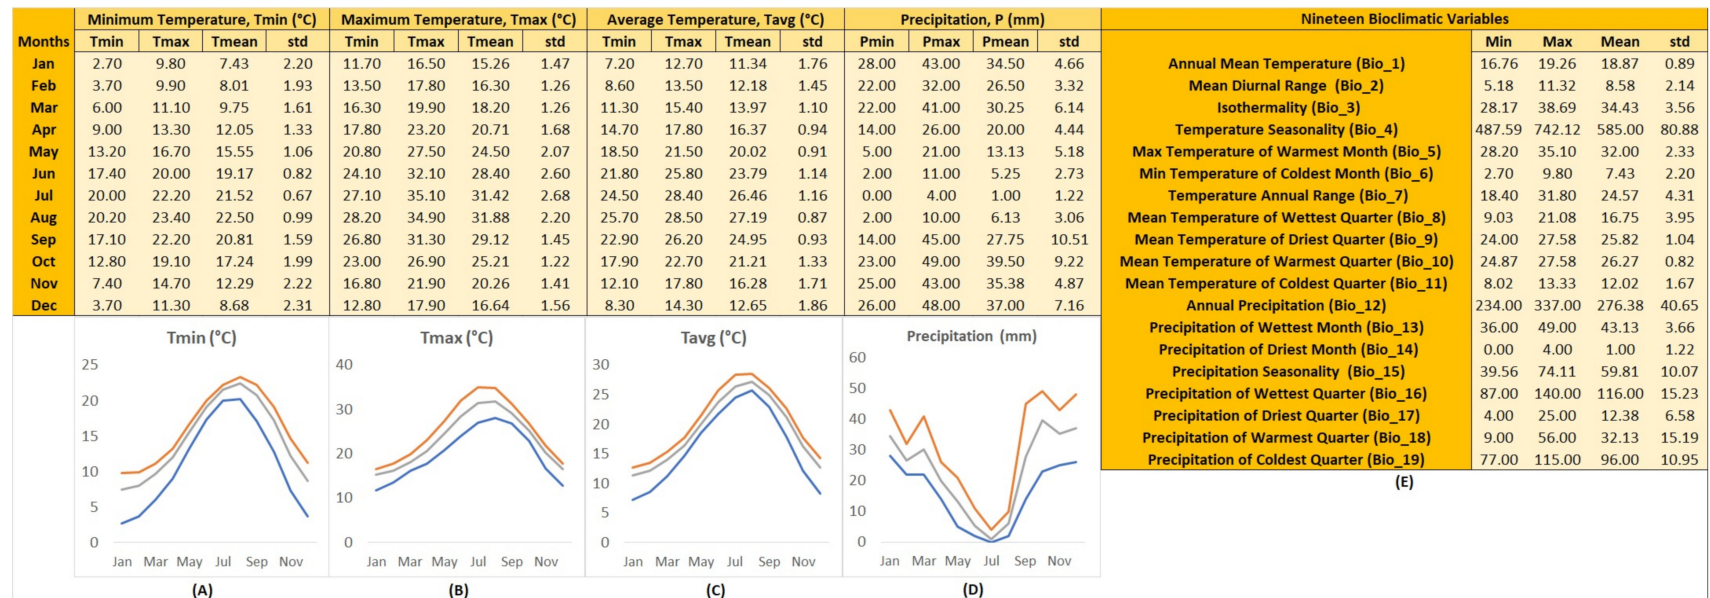 Minimum Temperature, Tmin (°C) Maximum Temperature, Tmax (°C) Average Temperature, Tavg (°C) Precipitation, P (mm) Nineteen Bioclimatic Variables
Months Tmin Tmax Tmean std Tmin Tmax Tmean std Tmin Tmax Tmean std Pmin Pmax Pmean std Min Max Mean std
Jan 2.70 9.80 7.43 2.20 11.70 16.50 15.26 1.47 7.20 12.70 11.34 1.76 28.00 43.00 34.50 4.66 Annual Mean Temperature (Bio_1) 16.76 19.26 18.87 0.89
Feb 3.70 9.90 8.01 1.93 13.50 17.80 16.30 1.26 8.60 13.50 12.18 1.45 22.00 32.00 26.50 3.32 Mean Diurnal Range (Bio_2) 5.18 11.32 8.58 2.14
Mar 6.00 11.10 9.75 1.61 16.30 19.90 18.20 1.26 11.30 15.40 13.97 1.10 22.00 41.00 30.25 6.14 Isothermality (Bio_3) 28.17 38.69 34.43 3.56
Apr 9.00 13.30 12.05 1.33 17.80 23.20 20.71 1.68 14.70 17.80 16.37 0.94 14.00 26.00 20.00 4.44 Temperature Seasonality (Bio_4) 487.59 742.12 585.00 80.88
May 13.20 16.70 15.55 1.06 20.80 27.50 24.50 2.07 18.50 21.50 20.02 0.91 5.00 21.00 13.13 5.18 Max Temperature of Warmest Month (Bio_5) 28.20 35.10 32.00 2.33
Jun 17.40 20.00 19.17 0.82 24.10 32.10 28.40 2.60 21.80 25.80 23.79 1.14 2.00 11.00 5.25 2.73 Min Temperature of Coldest Month (Bio_6) 2.70 9.80 7.43 2.20
Jul 20.00 22.20 21.52 0.67 27.10 35.10 31.42 2.68 24.50 28.40 26.46 1.16 0.00 4.00 1.00 1.22 Temperature Annual Range (Bio_7) 18.40 31.80 24.57 4.31
Aug 20.20 23.40 22.50 0.99 28.20 34.90 31.88 2.20 25.70 28.50 27.19 0.87 2.00 10.00 6.13 3.06 Mean Temperature of Wettest Quarter (Bio_8) 9.03 21.08 16.75 3.95
Sep 17.10 22.20 20.81 1.59 26.80 31.30 29.12 1.45 22.90 26.20 24.95 0.93 14.00 45.00 27.75 10.51 Mean Temperature of Driest Quarter (Bio_9) 24.00 27.58 25.82 1.04
Oct 12.80 19.10 17.24 1.99 23.00 26.90 25.21 1.22 17.90 22.70 21.21 1.33 23.00 49.00 39.50 9.22 Mean Temperature of Warmest Quarter (Bio_10) 24.87 27.58 26.27 0.82
Nov 7.40 14.70 12.29 2.22 16.80 21.90 20.26 1.41 12.10 17.80 16.28 1.71 25.00 43.00 35.38 4.87 Mean Temperature of Coldest Quarter (Bio_11) 8.02 13.33 12.02 1.67
Dec 3.70 11.30 8.68 2.31 12.80 17.90 16.64 1.56 8.30 14.30 12.65 1.86 26.00 48.00 37.00 7.16 Annual Precipitation (Bio_12) 234.00 337.00 276.38 40.65
Precipitation of Wettest Month (Bio_13) 36.00 49.00 43.13 3.66
Precipitation of Driest Month (Bio_14) 0.00 4.00 1.00 1.22
Precipitation Seasonality (Bio_15) 39.56 74.11 59.81 10.07
Precipitation of Wettest Quarter (Bio_16) 87.00 140.00 116.00 15.23
Precipitation of Driest Quarter (Bio_17) 4.00 25.00 12.38 6.58
Precipitation of Warmest Quarter (Bio_18) 9.00 56.00 32.13 15.19
Precipitation of Coldest Quarter (Bio_19) 77.00 115.00 96.00 10.95
(E)
Tmin (°C)
25
20
15
10
5
0
Jan Mar May Jul Sep Nov
(A)
Tmax (°C)
40
30
20
10
0
Jan Mar May Jul Sep Nov
(B)
Tavg (°C)
30
25
20
15
10
5
0
Jan Mar May Jul Sep Nov
(C)
Precipitation (mm)
60
50
40
30
20
10
0
Jan Mar May Jul Sep Nov
(D)